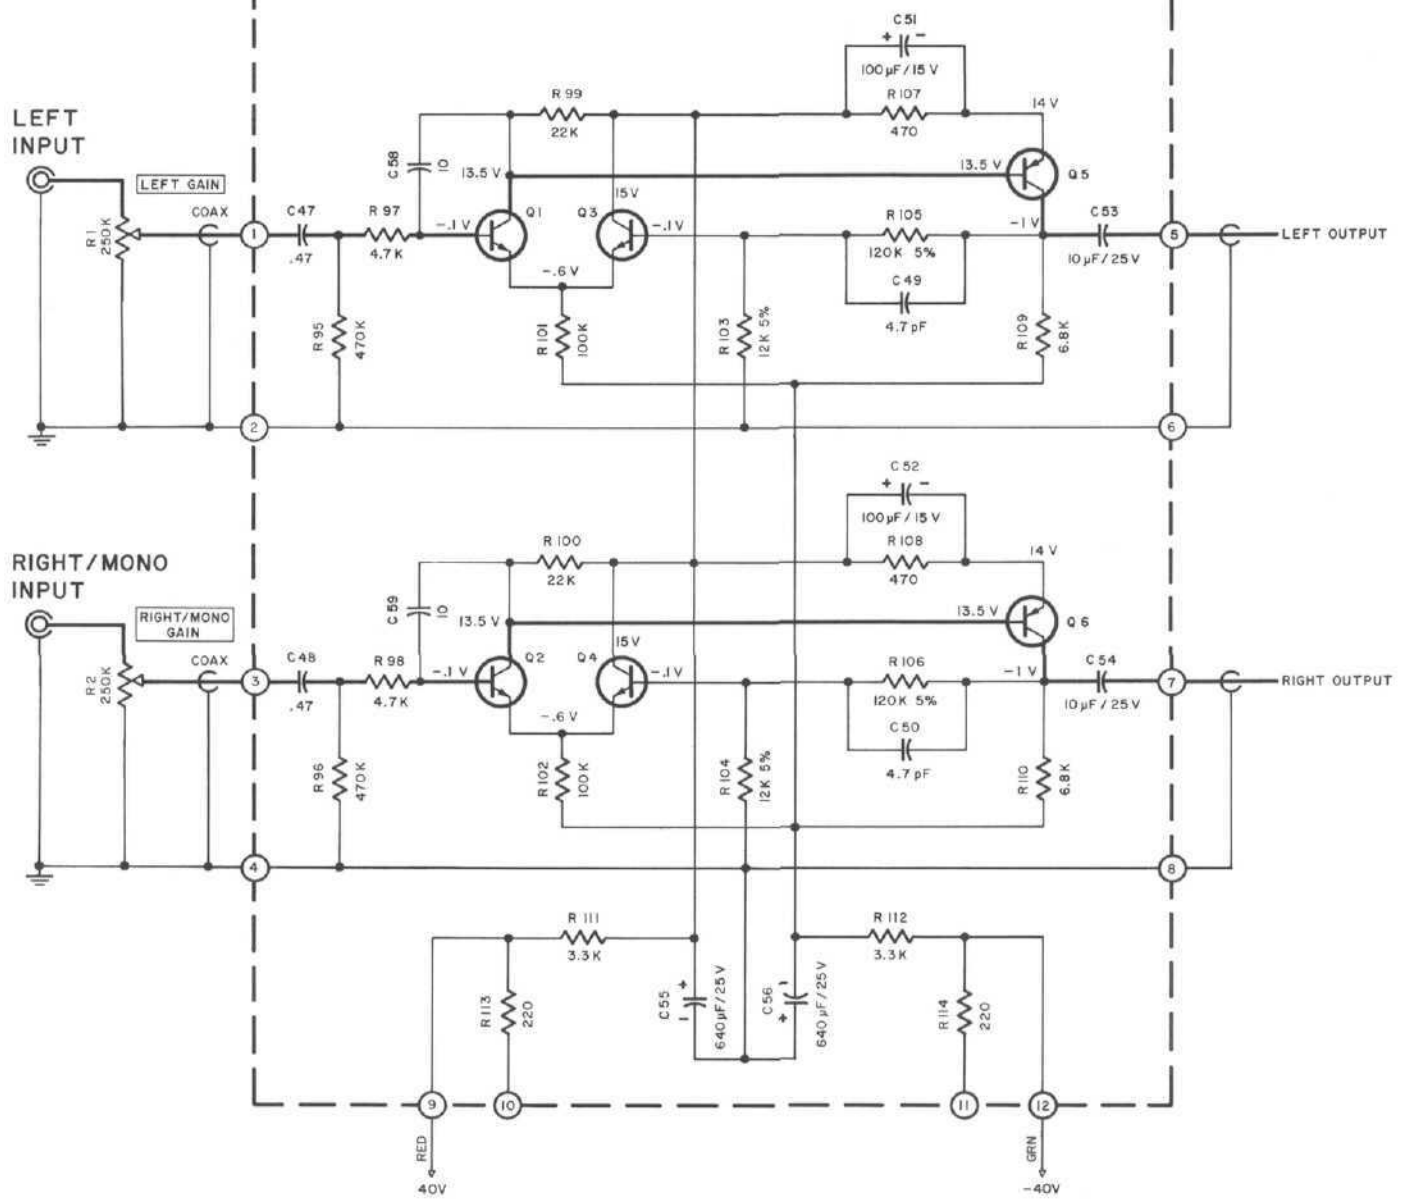 C51
+ -
100µF/15V
R99
22K
R107
470
14V
LEFT
INPUT
C58
10
13.5V
13.5 V
Q5
LEFT GAIN
COAX
R1
250K
1
C47
.47
R 97
4.7K
-.1V
Q1
15V
Q3
-.1V
R105
120K 5%
-1V
C53
10µF/25V
5
LEFT OUTPUT
-.6V
C49
4.7pF
R95
470K
R101
100K
R103
12K 5%
R109
6.8K
2
6
C52
+ -
100µF/15V
R100
22K
R108
470
14V
RIGHT/MONO
INPUT
C59
10
13.5V
13.5 V
Q6
RIGHT/MONO
GAIN
COAX
R2
250K
3
C48
.47
R98
4.7K
-.1V
Q2
15V
Q4
-.1V
R106
120K 5%
-1V
C54
10µF/25V
7
RIGHT OUTPUT
-.6V
C50
4.7pF
R96
470K
R102
100K
R104
12K 5%
R110
6.8K
4
8
R111
3.3K
R112
3.3K
R113
220
C55
+
-
640µF/25V
C56
-
+
640µF/25V
R114
220
9
10
11
12
RED
40V
GRN
-40V